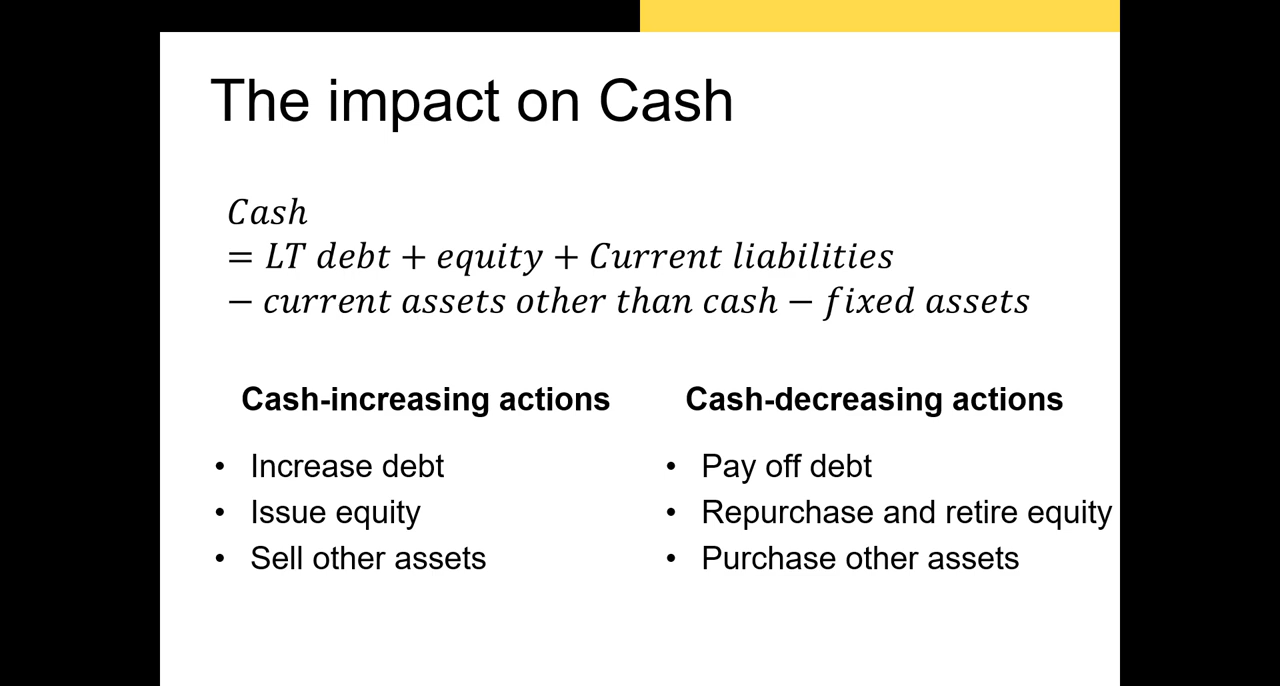 The impact on Cash
Cash
= LT debt + equity + Current liabilities
− current assets other than cash − fixed assets
Cash-increasing actions
• Increase debt
• Issue equity
• Sell other assets
Cash-decreasing actions
• Pay off debt
• Repurchase and retire equity
• Purchase other assets